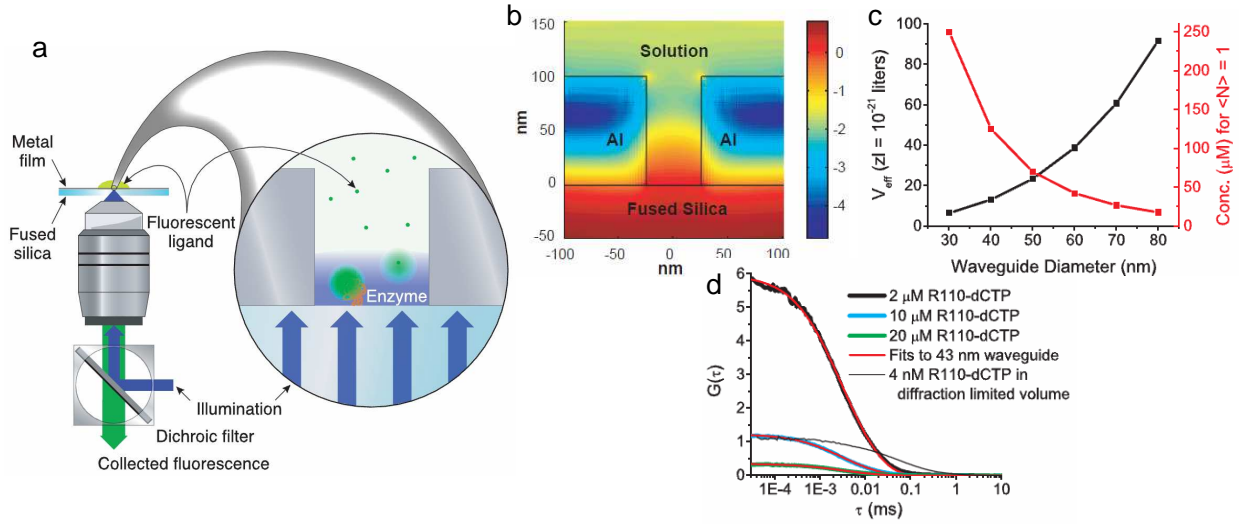 a
Metal
film
Fused
silica
Fluorescent
ligand
Enzyme
Illumination
Dichroic filter
Collected fluorescence
b
150
100
50
0
-50
nm
Solution
Al
Al
Fused Silica
-100
-50
0
50
100
nm
0
-1
-2
-3
-4
c
100
80
60
40
20
0
V_eff (zl = 10^-21 liters)
250
200
150
100
50
0
Conc. (μM) for <N> = 1
30
40
50
60
70
80
Waveguide Diameter (nm)
d
6
5
4
3
2
1
0
G(τ)
2 μM R110-dCTP
10 μM R110-dCTP
20 μM R110-dCTP
Fits to 43 nm waveguide
4 nM R110-dCTP in
diffraction limited volume
1E-4
1E-3
0.01
0.1
1
10
τ (ms)